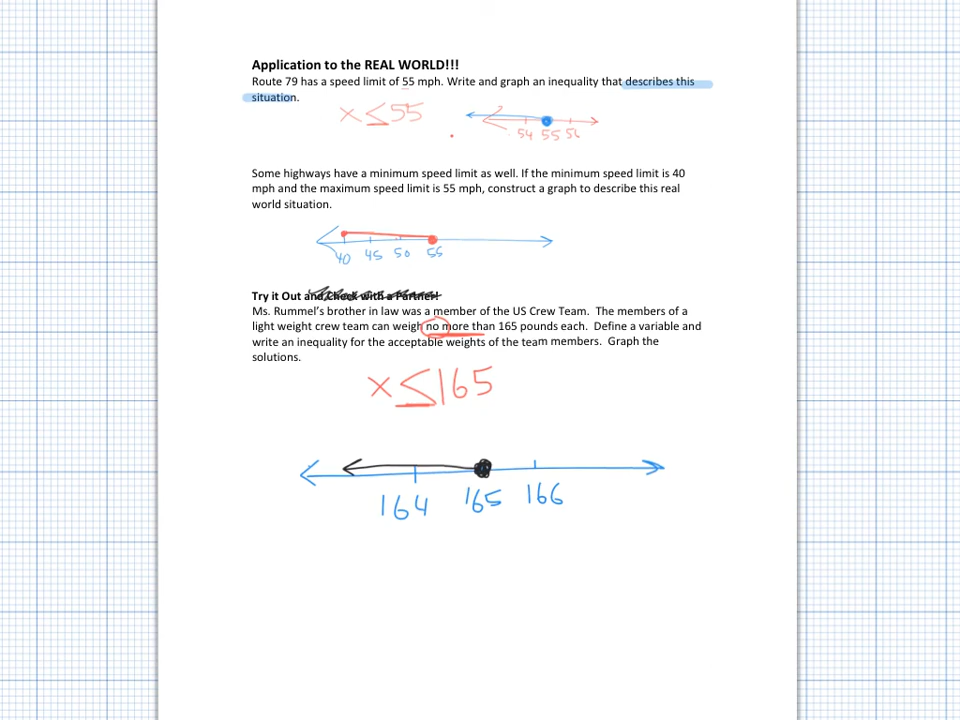 Application to the REAL WORLD!!!
Route 79 has a speed limit of 55 mph. Write and graph an inequality that describes this
situation.
x ≤ 55
54 55 56
Some highways have a minimum speed limit as well. If the minimum speed limit is 40
mph and the maximum speed limit is 55 mph, construct a graph to describe this real
world situation.
40 45 50 55
Try it Out and Check with a Partner!
Ms. Rummel's brother in law was a member of the US Crew Team. The members of a
light weight crew team can weigh no more than 165 pounds each. Define a variable and
write an inequality for the acceptable weights of the team members. Graph the
solutions.
x ≤ 165
164 165 166